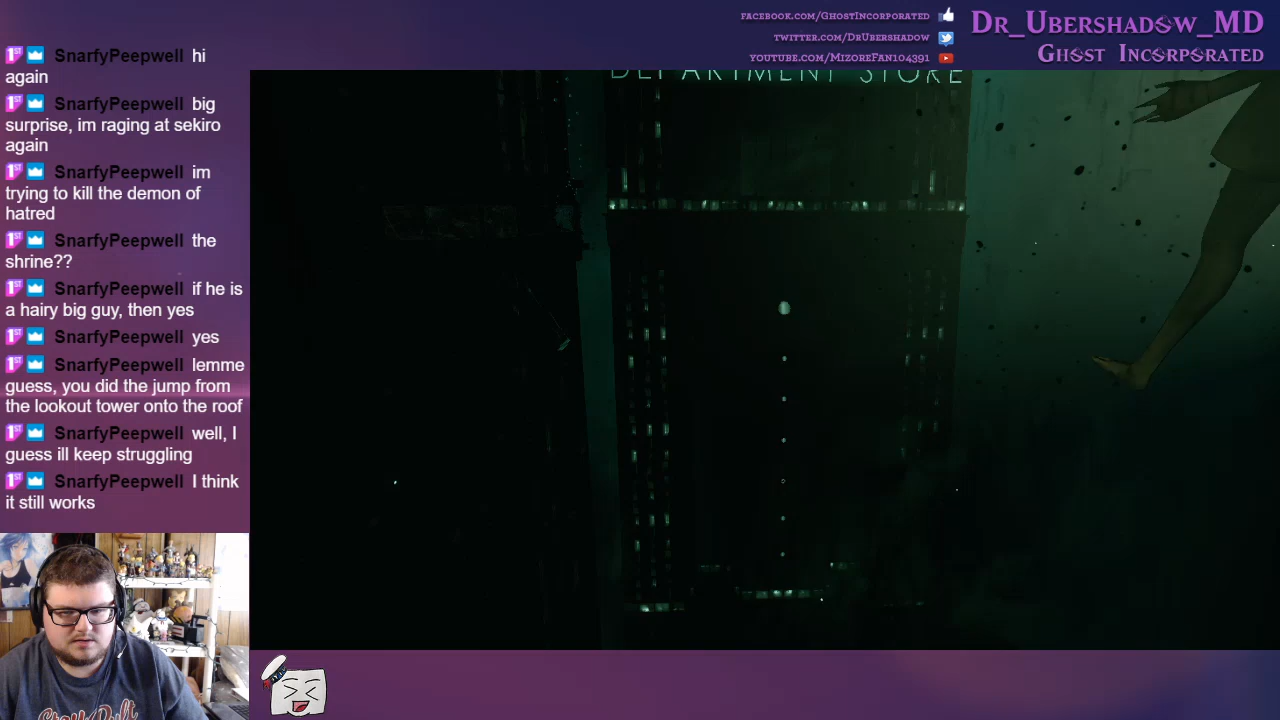 FACEBOOK.COM/GHOSTINCORPORATED
TWITTER.COM/DRUBERSHADOW
YOUTUBE.COM/MIZOREFAN104391
DR_UBERSHADOW_MD
GHOST INCORPORATED
SnarfyPeepwell hi
again
SnarfyPeepwell big
surprise, im raging at sekiro
again
SnarfyPeepwell im
trying to kill the demon of
hatred
SnarfyPeepwell the
shrine??
SnarfyPeepwell if he is
a hairy big guy, then yes
SnarfyPeepwell yes
SnarfyPeepwell lemme
guess, you did the jump from
the lookout tower onto the roof
SnarfyPeepwell well, I
guess ill keep struggling
SnarfyPeepwell I think
it still works
DEPARTMENT STORE